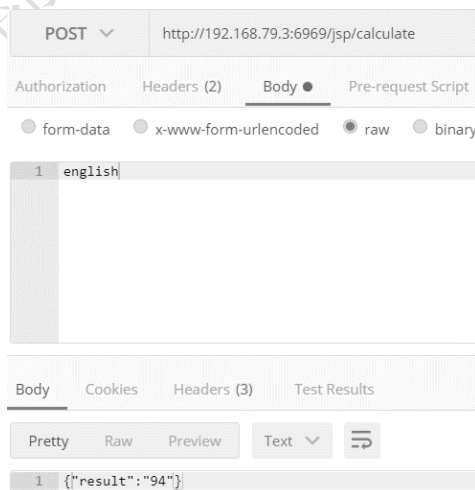 POST http://192.168.79.3:6969/jsp/calculate
Authorization Headers (2) Body Pre-request Script
form-data x-www-form-urlencoded raw binary
1 english
Body Cookies Headers (3) Test Results
Pretty Raw Preview Text
1 {"result":"94"}